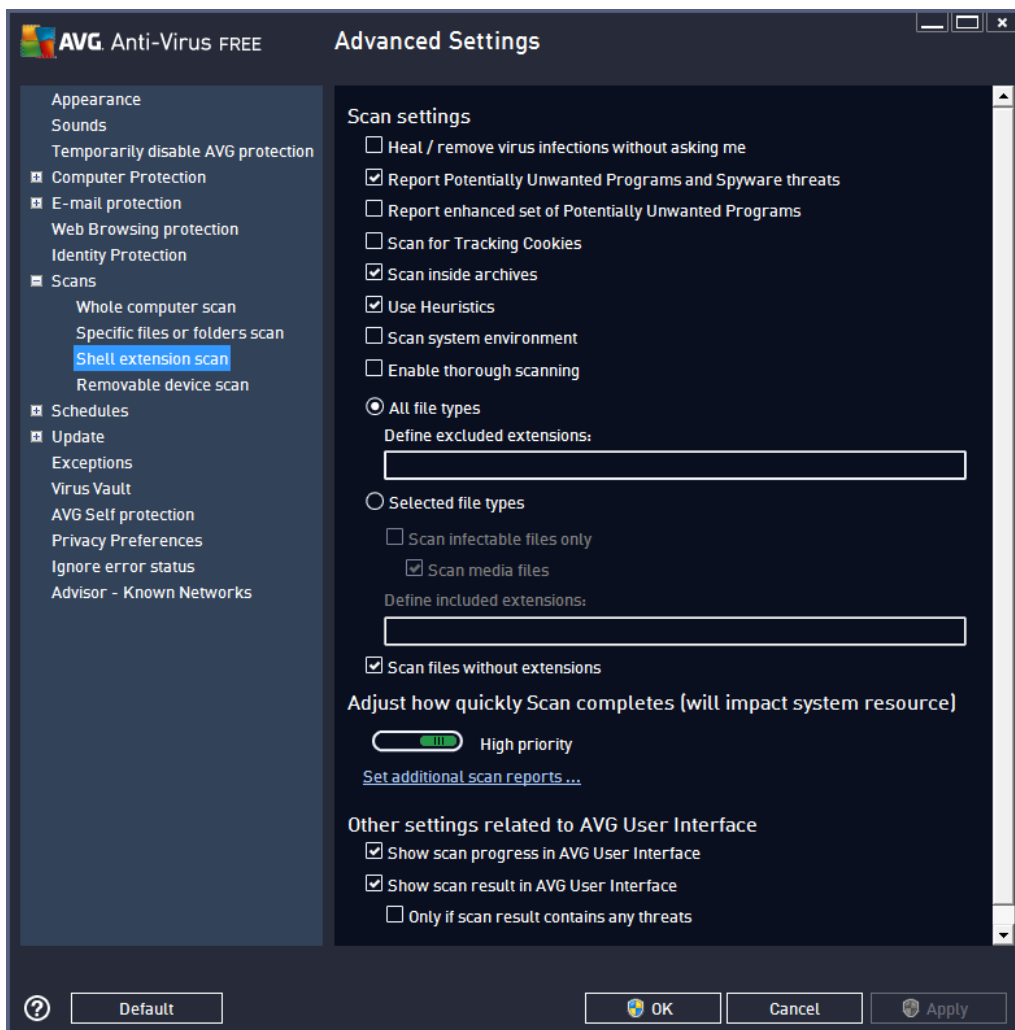 AVG. Anti-Virus FREE
Advanced Settings
Appearance
Sounds
Temporarily disable AVG protection
Computer Protection
E-mail protection
Web Browsing protection
Identity Protection
Scans
Whole computer scan
Specific files or folders scan
Shell extension scan
Removable device scan
Schedules
Update
Exceptions
Virus Vault
AVG Self protection
Privacy Preferences
Ignore error status
Advisor - Known Networks
Scan settings
Heal / remove virus infections without asking me
Report Potentially Unwanted Programs and Spyware threats
Report enhanced set of Potentially Unwanted Programs
Scan for Tracking Cookies
Scan inside archives
Use Heuristics
Scan system environment
Enable thorough scanning
All file types
Define excluded extensions:
Selected file types
Scan infectable files only
Scan media files
Define included extensions:
Scan files without extensions
Adjust how quickly Scan completes (will impact system resource)
High priority
Set additional scan reports ...
Other settings related to AVG User Interface
Show scan progress in AVG User Interface
Show scan result in AVG User Interface
Only if scan result contains any threats
Default
OK
Cancel
Apply